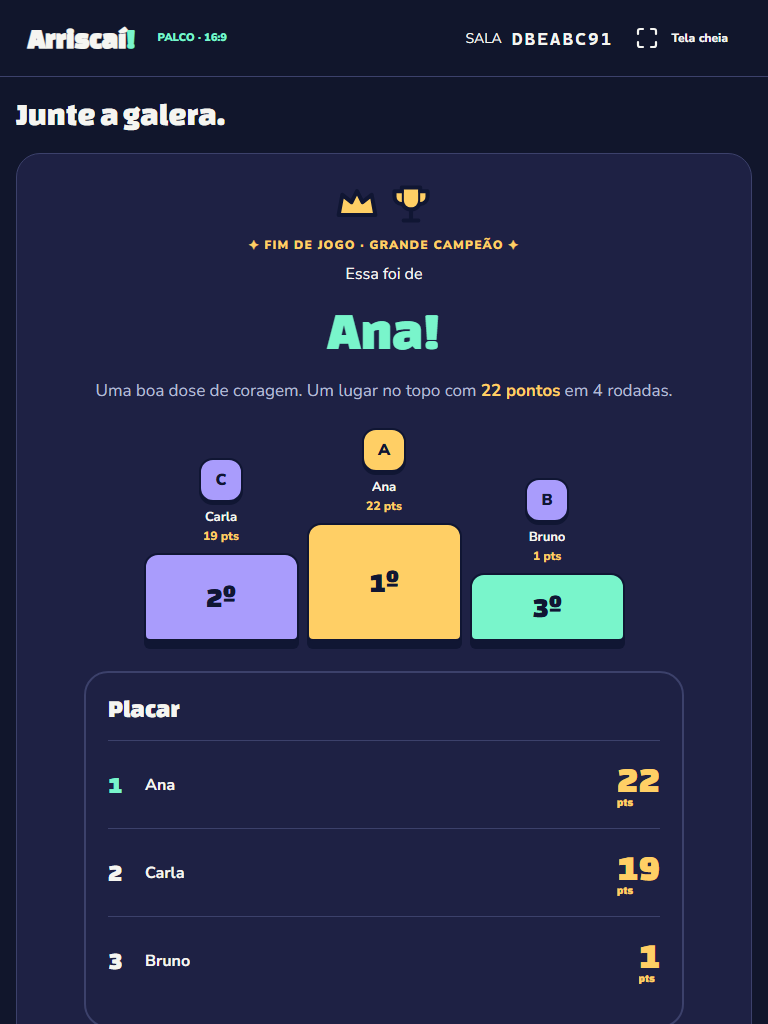 Arriscaí!
PALCO · 16:9
SALA DBEABC91
Tela cheia
Junte a galera.
✦ FIM DE JOGO · GRANDE CAMPEÃO ✦
Essa foi de
Ana!
Uma boa dose de coragem. Um lugar no topo com 22 pontos em 4 rodadas.
C
Carla
19 pts
2º
A
Ana
22 pts
1º
B
Bruno
1 pts
3º
Placar
1 Ana 22 pts
2 Carla 19 pts
3 Bruno 1 pts